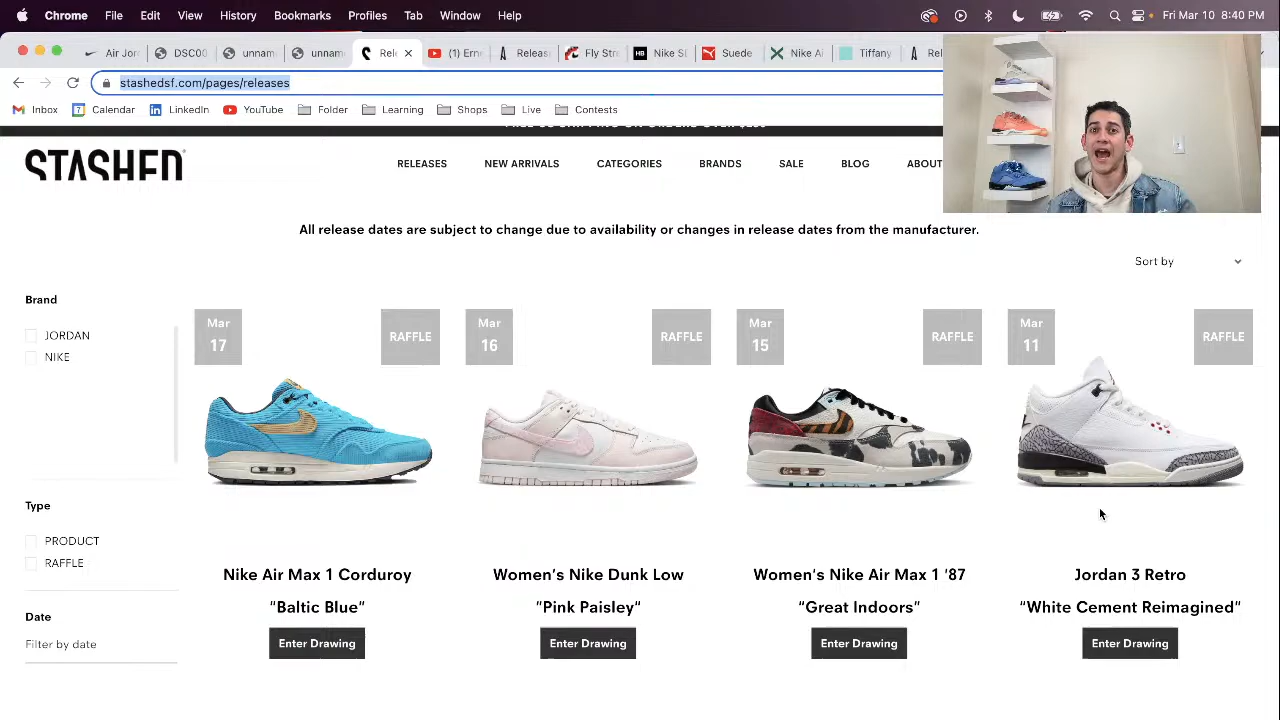 Chrome File Edit View History Bookmarks Profiles Tab Window Help Fri Mar 10 8:40 PM
Air Jor DSC00 unnam unnam Rele (1) Ern Releas Fly Stre Nike SE Suede Nike Ai Tiffany Rel
stashedsf.com/pages/releases
Inbox Calendar LinkedIn YouTube Folder Learning Shops Live Contests
STASHED
RELEASES NEW ARRIVALS CATEGORIES BRANDS SALE BLOG ABOUT
All release dates are subject to change due to availability or changes in release dates from the manufacturer.
Sort by
Brand
JORDAN
NIKE
Type
PRODUCT
RAFFLE
Date
Filter by date
Mar
17
RAFFLE
Nike Air Max 1 Corduroy
"Baltic Blue"
Enter Drawing
Mar
16
RAFFLE
Women's Nike Dunk Low
"Pink Paisley"
Enter Drawing
Mar
15
RAFFLE
Women's Nike Air Max 1 '87
"Great Indoors"
Enter Drawing
Mar
11
RAFFLE
Jordan 3 Retro
"White Cement Reimagined"
Enter Drawing